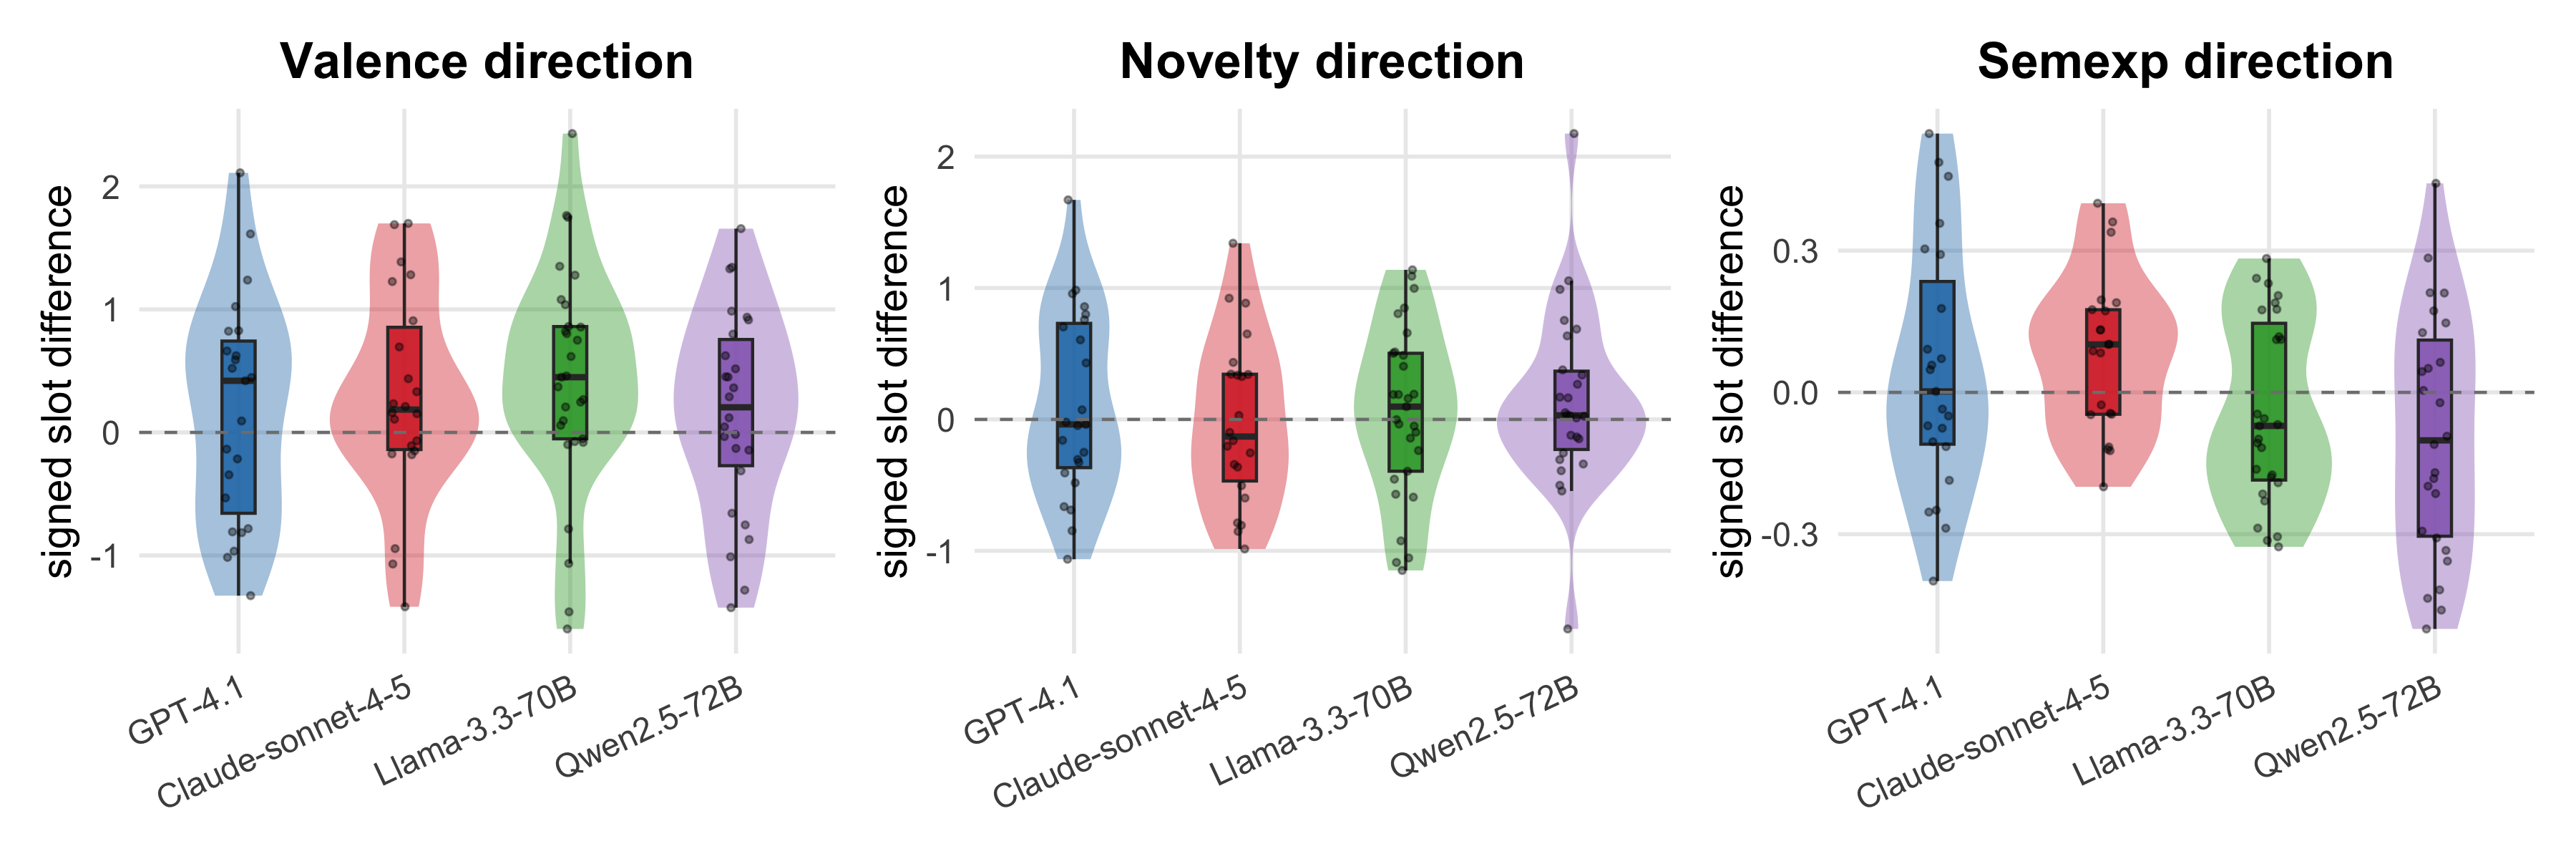 Valence direction
signed slot difference
2
1
0
-1
GPT-4.1
Claude-sonnet-4-5
Llama-3.3-70B
Qwen2.5-72B
Novelty direction
signed slot difference
2
1
0
-1
GPT-4.1
Claude-sonnet-4-5
Llama-3.3-70B
Qwen2.5-72B
Semexp direction
signed slot difference
0.3
0.0
-0.3
GPT-4.1
Claude-sonnet-4-5
Llama-3.3-70B
Qwen2.5-72B